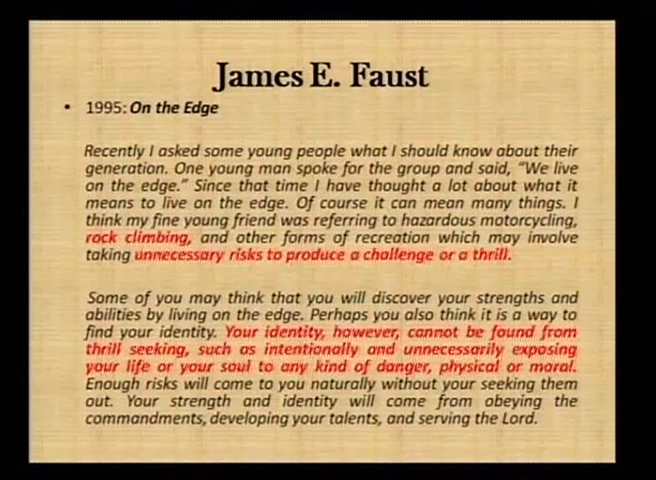 James E. Faust
• 1995: On the Edge
Recently I asked some young people what I should know about their
generation. One young man spoke for the group and said, "We live
on the edge." Since that time I have thought a lot about what it
means to live on the edge. Of course it can mean many things. I
think my fine young friend was referring to hazardous motorcycling,
rock climbing, and other forms of recreation which may involve
taking unnecessary risks to produce a challenge or a thrill.
Some of you may think that you will discover your strengths and
abilities by living on the edge. Perhaps you also think it is a way to
find your identity. Your identity, however, cannot be found from
thrill seeking, such as intentionally and unnecessarily exposing
your life or your soul to any kind of danger, physical or moral.
Enough risks will come to you naturally without your seeking them
out. Your strength and identity will come from obeying the
commandments, developing your talents, and serving the Lord.